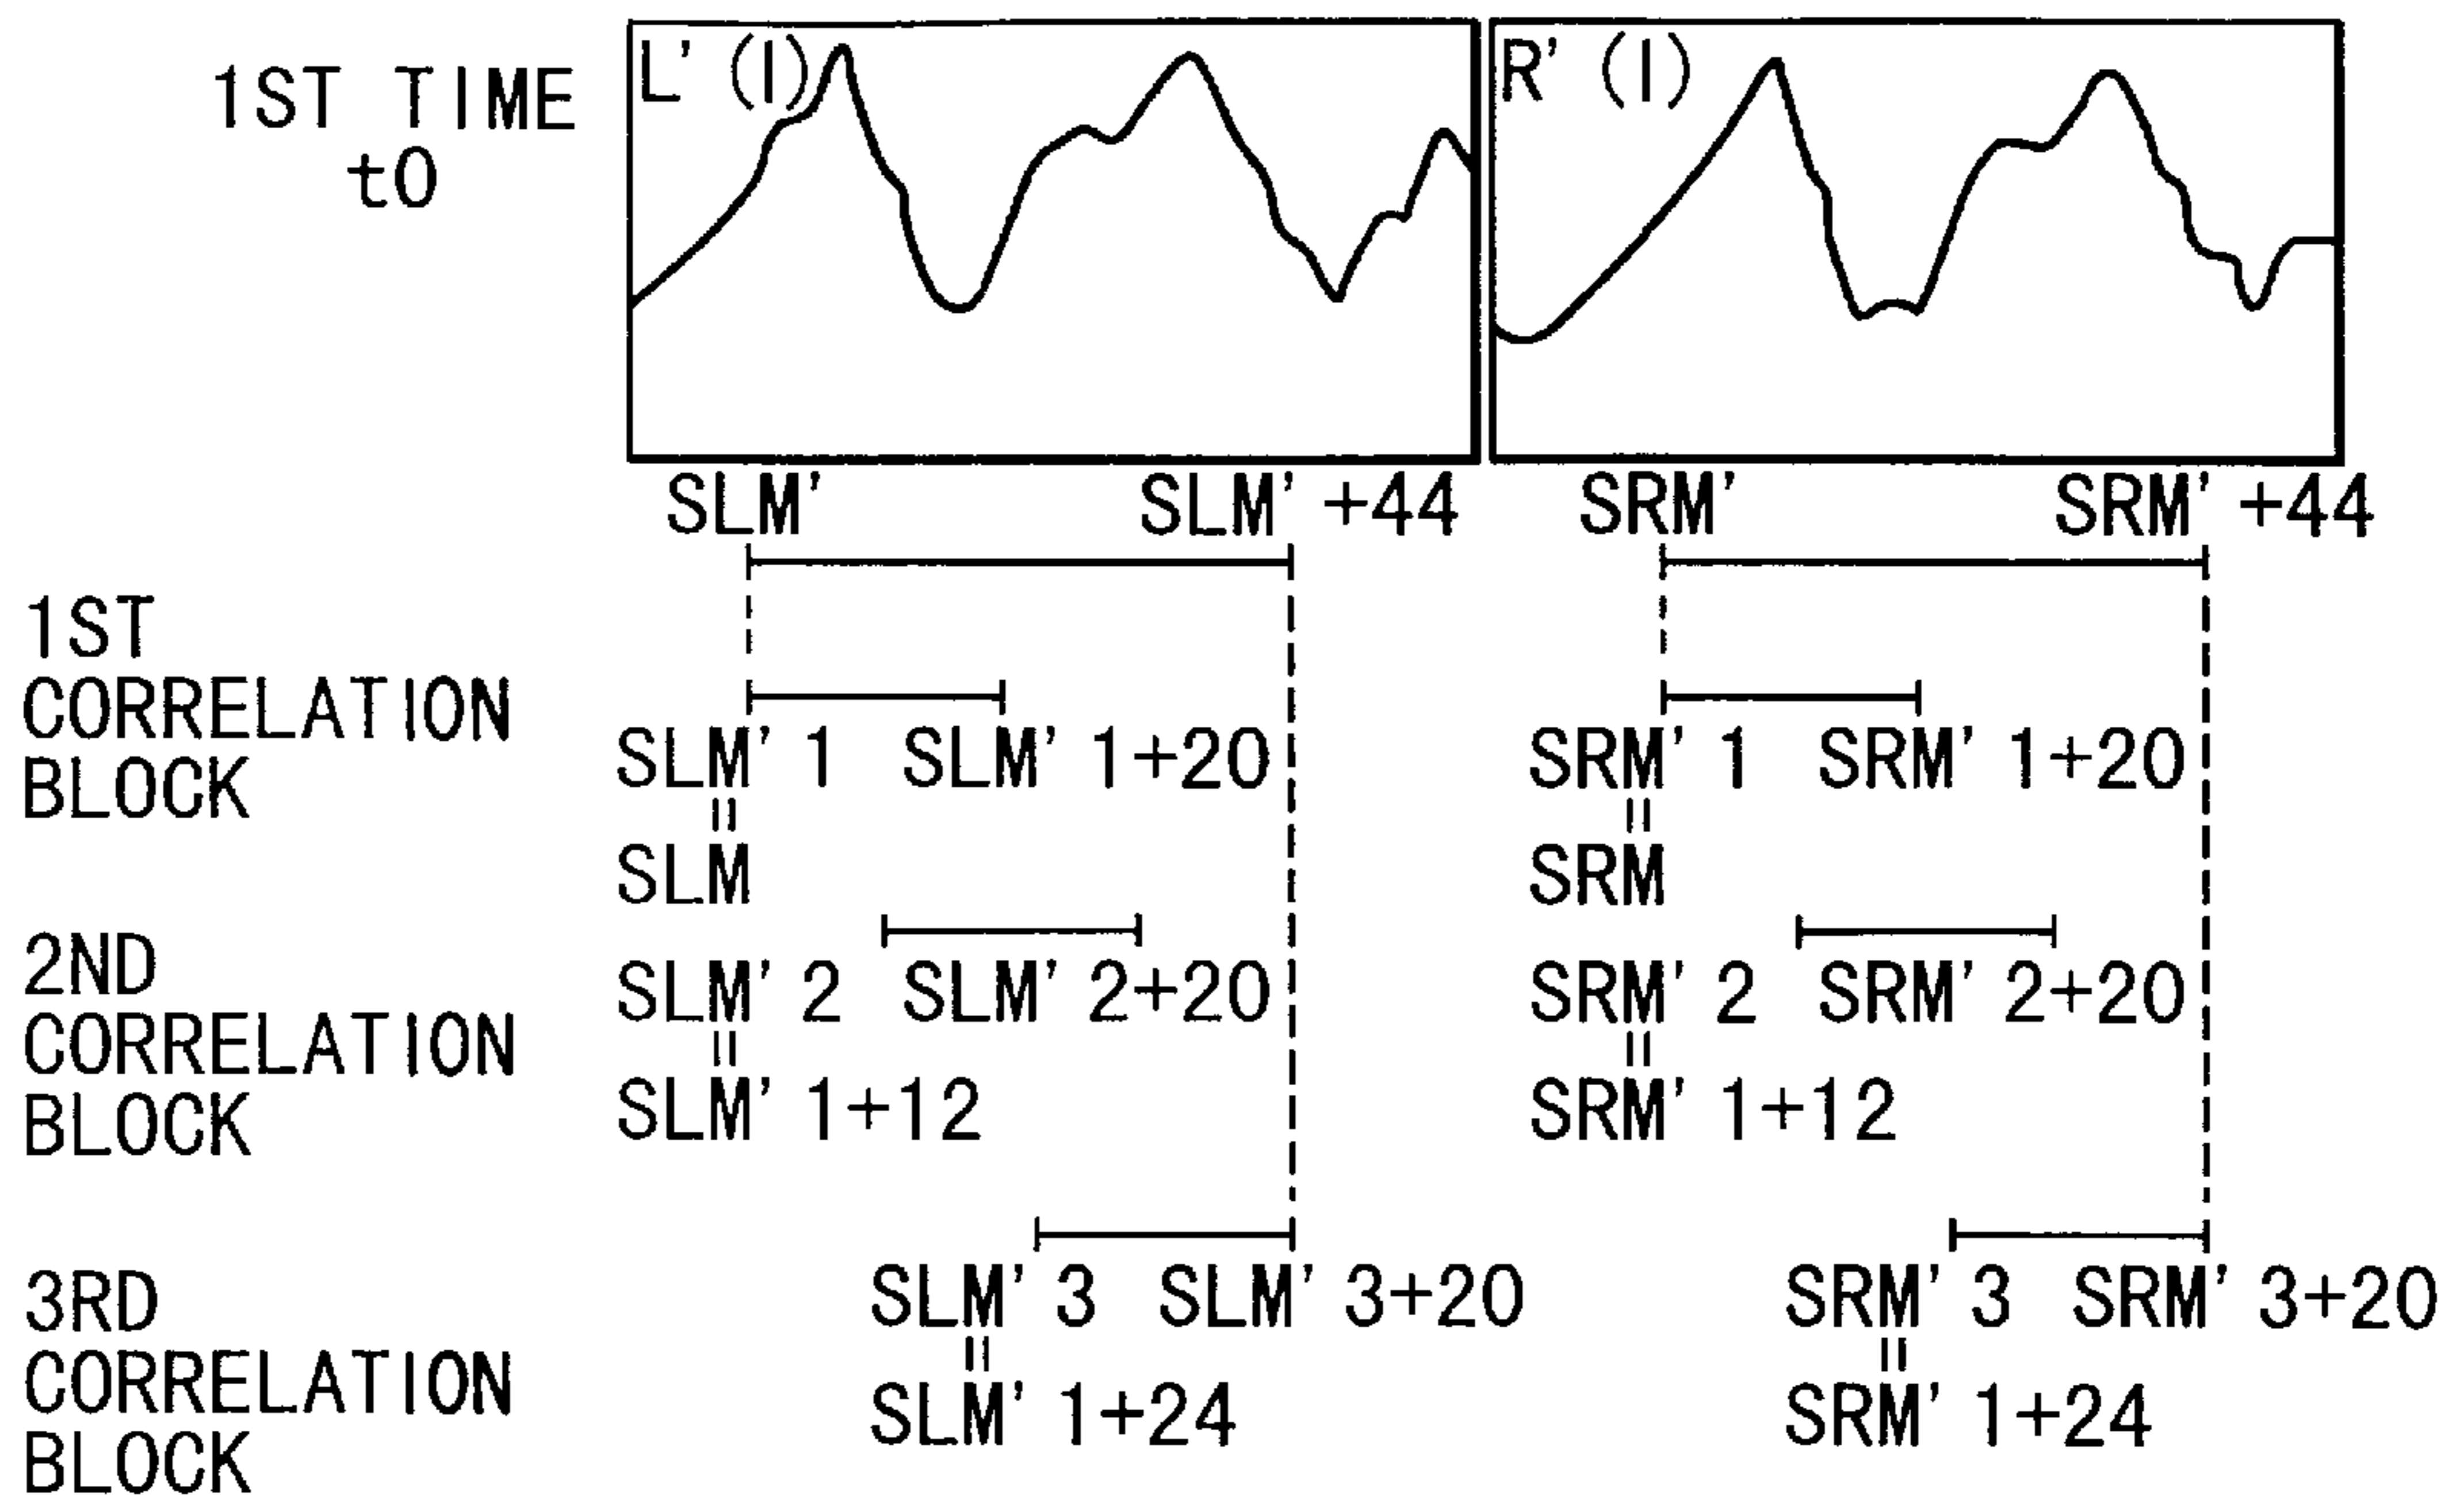 1ST TIME
t0
L' (I)
R' (I)
SLM' SLM' +44 SRM' SRM' +44
1ST
CORRELATION
BLOCK
SLM' 1 SLM' 1+20 SRM' 1 SRM' 1+20
=
=
SLM SRM
2ND
CORRELATION
BLOCK
SLM' 2 SLM' 2+20 SRM' 2 SRM' 2+20
=
=
SLM' 1+12 SRM' 1+12
3RD
CORRELATION
BLOCK
SLM' 3 SLM' 3+20 SRM' 3 SRM' 3+20
=
=
SLM' 1+24 SRM' 1+24